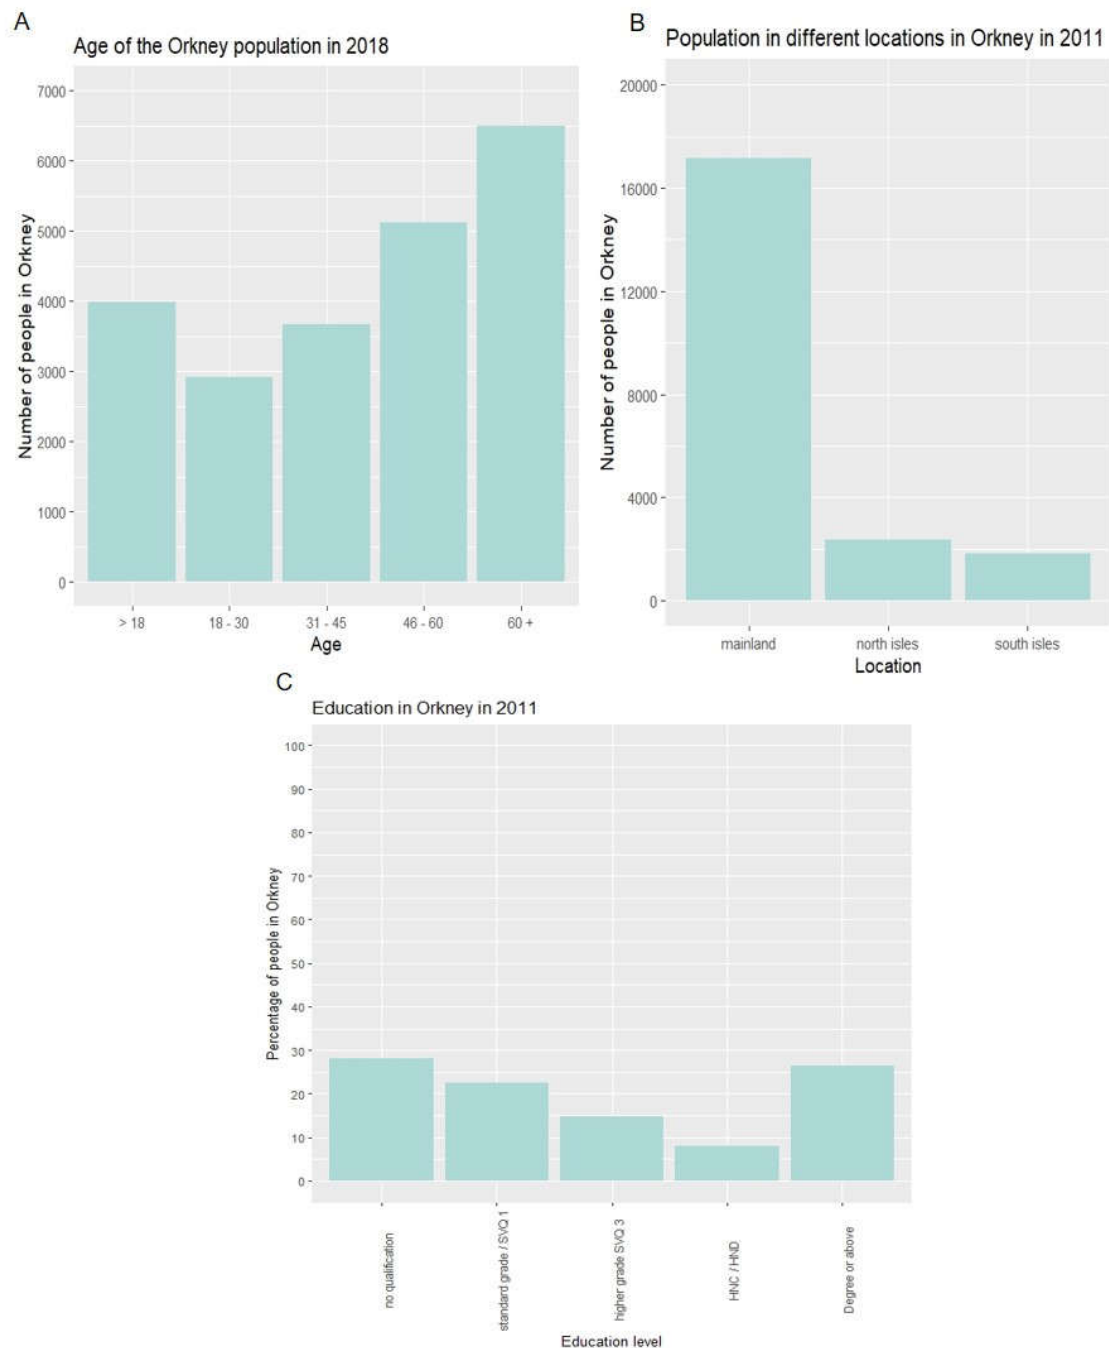 A
Age of the Orkney population in 2018
7000
6000
5000
4000
3000
2000
1000
0
Number of people in Orkney
> 18
18 - 30
31 - 45
46 - 60
60 +
Age
B
Population in different locations in Orkney in 2011
20000
16000
12000
8000
4000
0
Number of people in Orkney
mainland
north isles
south isles
Location
C
Education in Orkney in 2011
100
90
80
70
60
50
40
30
20
10
0
Percentage of people in Orkney
no qualification
standard grade / SVQ 1
higher grade SVQ 3
HNC / HND
Degree or above
Education level